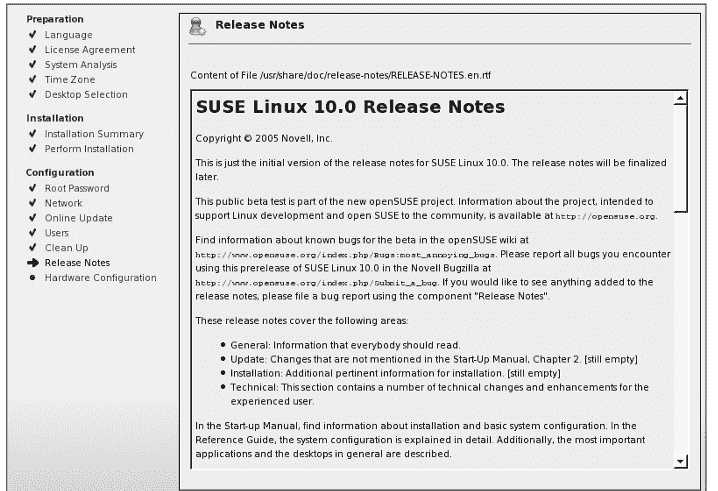 Preparation
Language
License Agreement
System Analysis
Time Zone
Desktop Selection
Installation
Installation Summary
Perform Installation
Configuration
Root Password
Network
Online Update
Users
Clean Up
Release Notes
Hardware Configuration
Release Notes
Content of File /usr/share/doc/release-notes/RELEASE-NOTES.en.rtf
SUSE Linux 10.0 Release Notes
Copyright © 2005 Novell, Inc.
This is just the initial version of the release notes for SUSE Linux 10.0. The release notes will be finalized
later.
This public beta test is part of the new openSUSE project. Information about the project, intended to
support Linux development and open SUSE to the community, is available at http://opensuse.org.
Find information about known bugs for the beta in the openSUSE wiki at
http://www.opensuse.org/index.php/Bugs:most_annoying_bugs. Please report all bugs you encounter
using this prerelease of SUSE Linux 10.0 in the Novell Bugzilla at
http://www.opensuse.org/index.php/Submit_a_bug. If you would like to see anything added to the
release notes, please file a bug report using the component "Release Notes".
These release notes cover the following areas:
• General: Information that everybody should read.
• Update: Changes that are not mentioned in the Start-Up Manual, Chapter 2. [still empty]
• Installation: Additional pertinent information for installation. [still empty]
• Technical: This section contains a number of technical changes and enhancements for the
experienced user.
In the Start-up Manual, find information about installation and basic system configuration. In the
Reference Guide, the system configuration is explained in detail. Additionally, the most important
applications and the desktops in general are described.